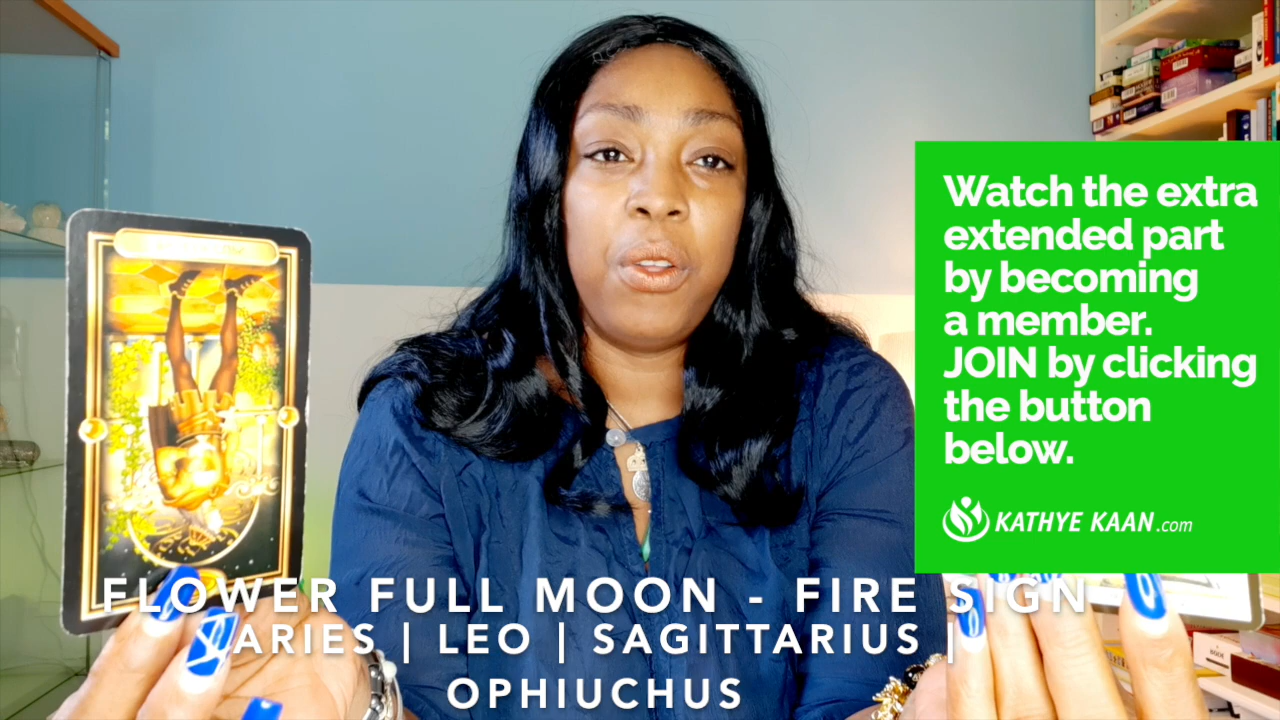 Watch the extra
extended part
by becoming
a member.
JOIN by clicking
the button
below.
KATHYE KAAN.com
FLOWER FULL MOON - FIRE SIGN
ARIES | LEO | SAGITTARIUS |
OPHIUCHUS